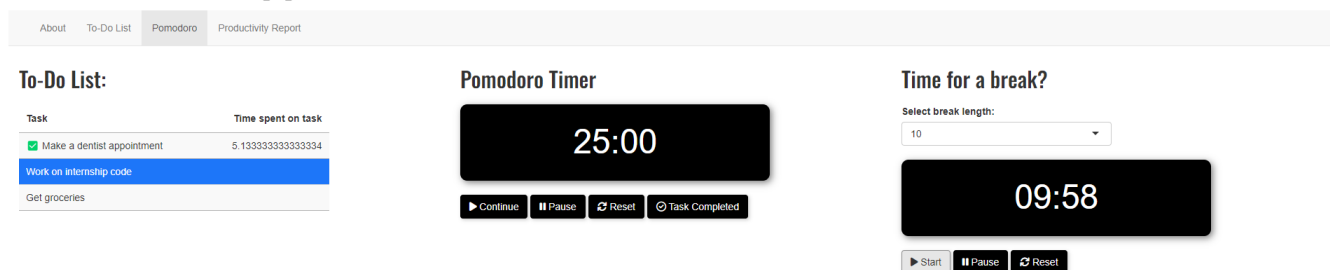 About To-Do List Pomodoro Productivity Report
To-Do List:
Task Time spent on task
Make a dentist appointment 5.133333333333334
Work on internship code
Get groceries
Pomodoro Timer
25:00
Continue Pause Reset Task Completed
Time for a break?
Select break length:
10
09:58
Start Pause Reset